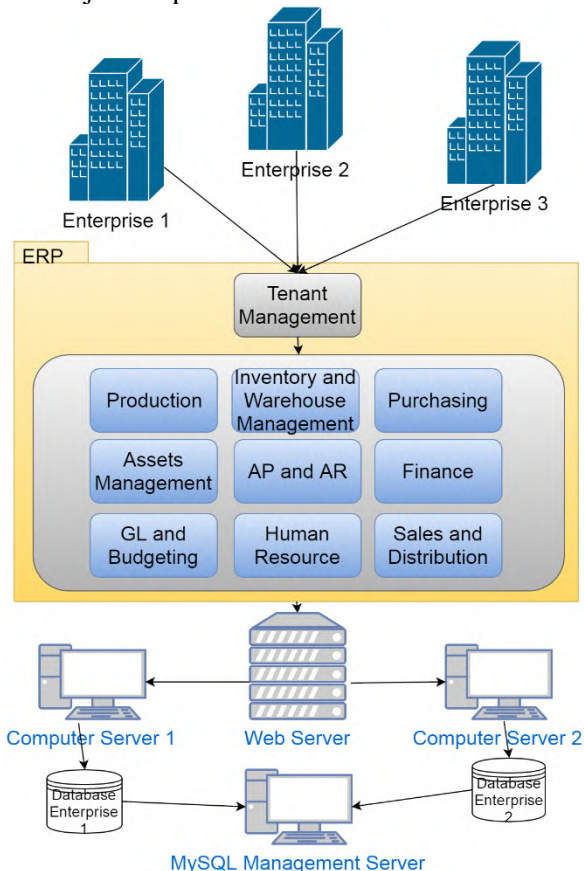 Enterprise 1
Enterprise 2
Enterprise 3
ERP
Tenant
Management
Production
Inventory and
Warehouse
Management
Purchasing
Assets
Management
AP and AR
Finance
GL and
Budgeting
Human
Resource
Sales and
Distribution
Computer Server 1
Web Server
Computer Server 2
Database
Enterprise
1
Database
Enterprise
2
MySQL Management Server